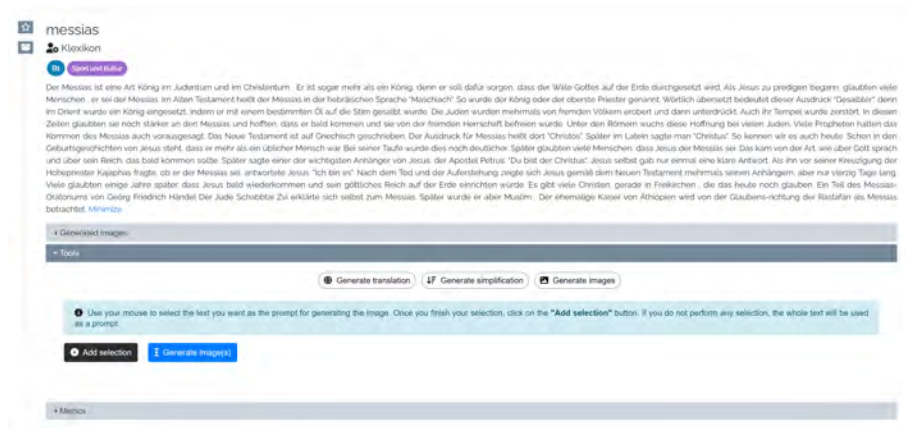 messias
Klexikon
B1 Sport und Kultur
Der Messias ist eine Art König im Judentum und im Christentum . Er ist sogar mehr als ein König, denn er soll dafür sorgen, dass der Wille Gottes auf der Erde durchgesetzt wird. Als Jesus zu predigen begann, glaubten viele
Menschen , er sei der Messias. Im Alten Testament heißt der Messias in der hebräischen Sprache "Maschiach". So wurde der König oder der oberste Priester genannt. Wörtlich übersetzt bedeutet dieser Ausdruck "Gesalbter" denn
im Orient wurde ein König eingesetzt, indem er mit einem bestimmten Öl auf die Stirn gesalbt wurde. Die Juden wurden mehrmals von fremden Völkern erobert und dann unterdrückt. Auch ihr Tempel wurde zerstört. In diesen
Zeiten glaubten sie noch stärker an den Messias und hofften, dass er bald kommen und sie von der fremden Herrschaft befreien würde. Unter den Römern wuchs diese Hoffnung bei vielen Juden. Viele Propheten hatten das
Kommen des Messias auch vorausgesagt. Das Neue Testament ist auf Griechisch geschrieben. Der Ausdruck für Messias heißt dort "Christos". Später im Latein sagte man "Christus". So kennen wir es auch heute. Schon in den
Geburtsgeschichten von Jesus steht, dass er mehr als ein üblicher Mensch war. Bei seiner Taufe wurde dies noch deutlicher. Später glaubten viele Menschen, dass Jesus der Messias sei. Das kam von der Art, wie über Gott sprach
und über sein Reich, das bald kommen sollte. Später sagte einer der wichtigsten Anhänger von Jesus, der Apostel Petrus: "Du bist der Christus". Jesus selbst gab nur einmal eine klare Antwort. Als ihn vor seiner Kreuzigung der
Hohepriester Kajaphas fragte, ob er der Messias sei, antwortete Jesus: "Ich bin es". Nach dem Tod und der Auferstehung zeigte sich Jesus gemäß dem Neuen Testament mehrmals seinen Anhängern, aber nur vierzig Tage lang.
Viele glaubten einige Jahre später, dass Jesus bald wiederkommen und sein göttliches Reich auf der Erde einrichten würde. Es gibt viele Christen, gerade in Freikirchen , die das heute noch glauben. Ein Teil des Messias-
Oratoriums von Georg Friedrich Händel Der Jude Schabbtai Zvi erklärte sich selbst zum Messias. Später wurde er aber Muslim . Der ehemalige Kaiser von Äthiopien wird von der Glaubens-richtung der Rastafari als Messias
betrachtet. Minimize
Generated images
Tools
Generate translation Generate simplification Generate images
Use your mouse to select the text you want as the prompt for generating the image. Once you finish your selection, click on the "Add selection" button. If you do not perform any selection, the whole text will be used
as a prompt.
Add selection Generate image(s)
Metrics